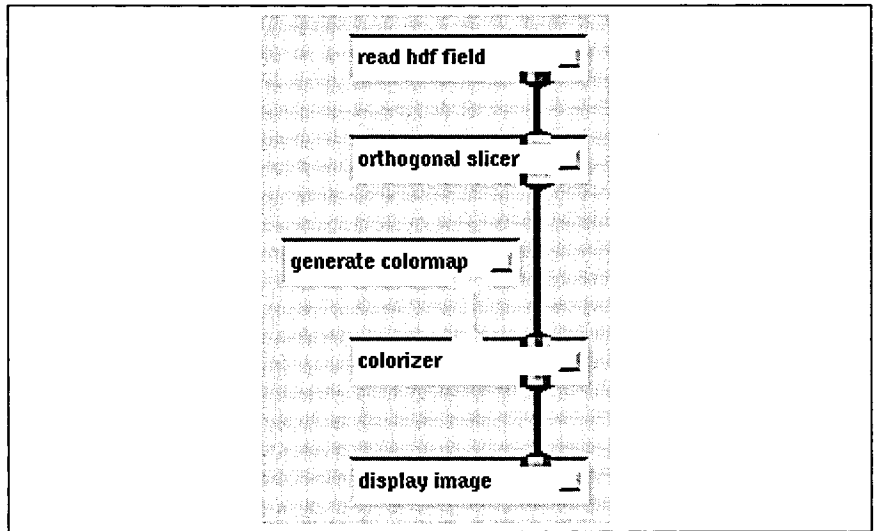 read hdf field
orthogonal slicer
generate colormap
colorizer
display image